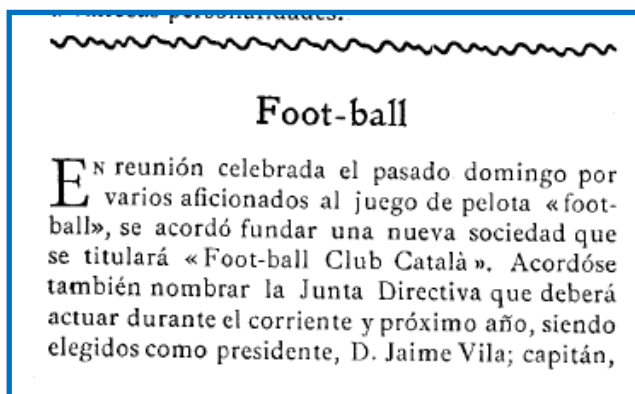 personalidades.
Foot-ball
EN reunión celebrada el pasado domingo por
varios aficionados al juego de pelota «foot-
ball», se acordó fundar una nueva sociedad que
se titulará «Foot-ball Club Català». Acordóse
también nombrar la Junta Directiva que deberá
actuar durante el corriente y próximo año, siendo
elegidos como presidente, D. Jaime Vila; capitán,